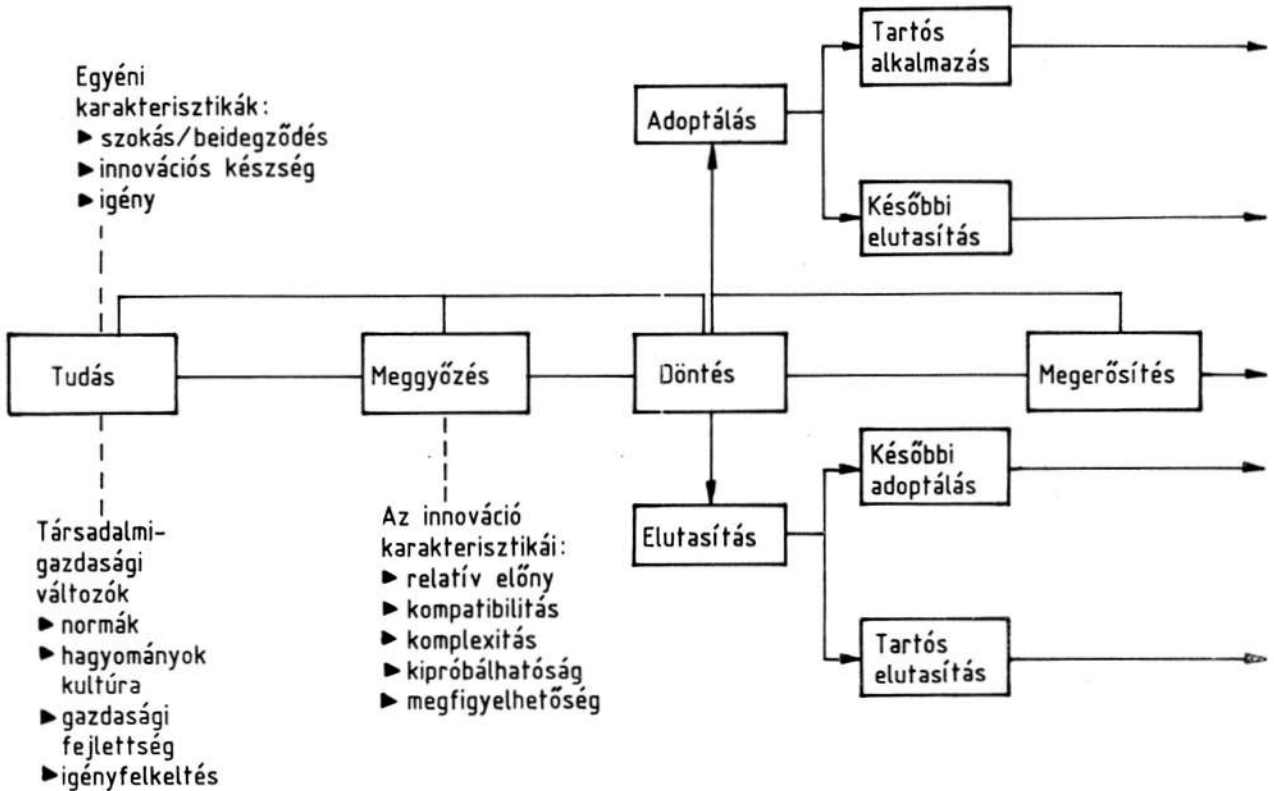 Egyéni
karakterisztikák:
▶ szokás/beidegződés
▶ innovációs készség
▶ igény
Tartós
alkalmazás
Adoptálás
Későbbi
elutasítás
Tudás
Meggyőzés
Döntés
Megerősítés
Társadalmi-
gazdasági
változók
▶ normák
▶ hagyományok
kultúra
▶ gazdasági
fejlettség
▶ igényfelkeltés
Az innováció
karakterisztikái:
▶ relatív előny
▶ kompatibilitás
▶ komplexitás
▶ kipróbálhatóság
▶ megfigyelhetőség
Későbbi
adoptálás
Elutasítás
Tartós
elutasítás